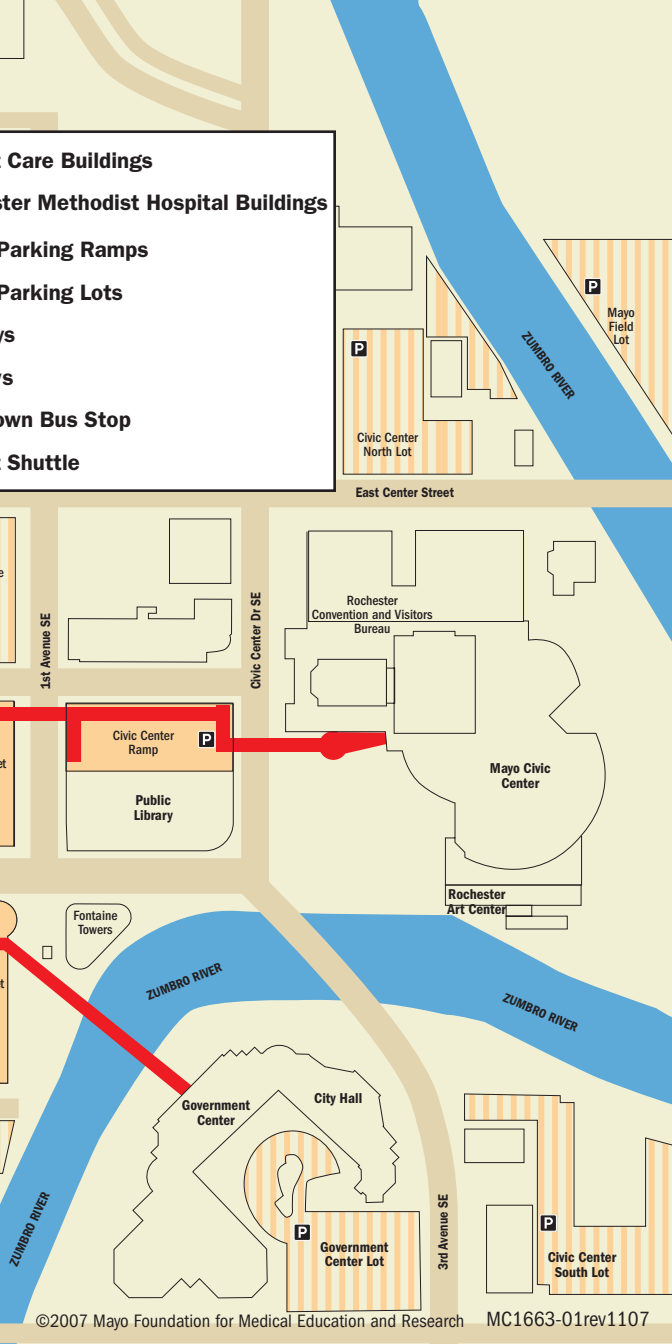 Care Buildings
Methodist Hospital Buildings
Parking Ramps
Parking Lots
Bus Stop
Shuttle
P
Mayo
Field
Lot
ZUMBRO RIVER
P
Civic Center
North Lot
East Center Street
1st Avenue SE
Civic Center Dr SE
Rochester
Convention and Visitors
Bureau
Civic Center
Ramp
P
Mayo Civic
Center
Public
Library
Rochester
Art Center
Fontaine
Towers
ZUMBRO RIVER
ZUMBRO RIVER
City Hall
Government
Center
ZUMBRO RIVER
3rd Avenue SE
P
Government
Center Lot
P
Civic Center
South Lot
©2007 Mayo Foundation for Medical Education and Research MC1663-01rev1107